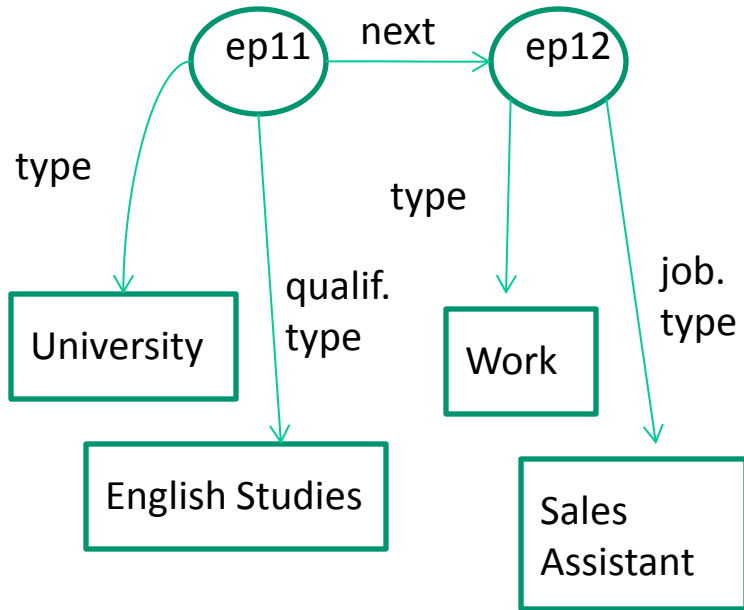 ep11
next
ep12
type
qualif.
type
type
job.
type
University
Work
English Studies
Sales
Assistant